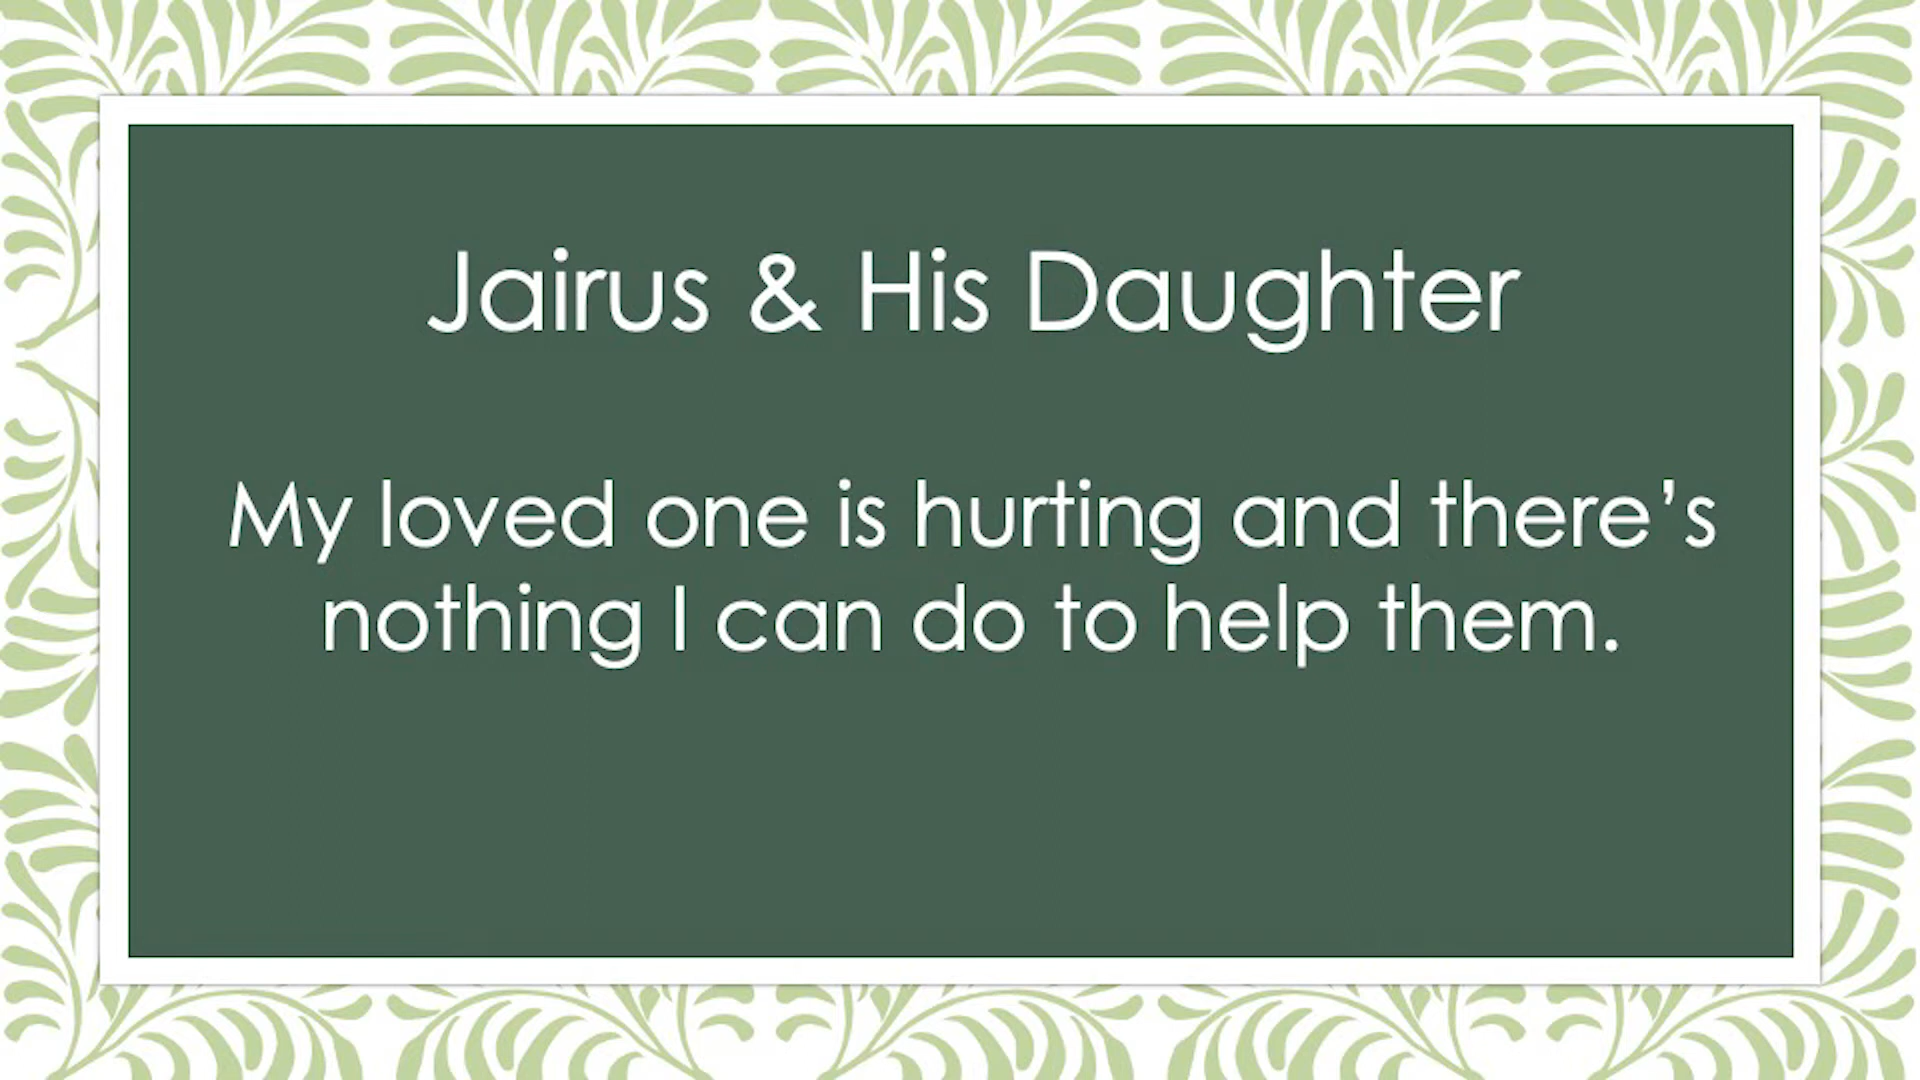 Jairus & His Daughter
My loved one is hurting and there’s
nothing I can do to help them.